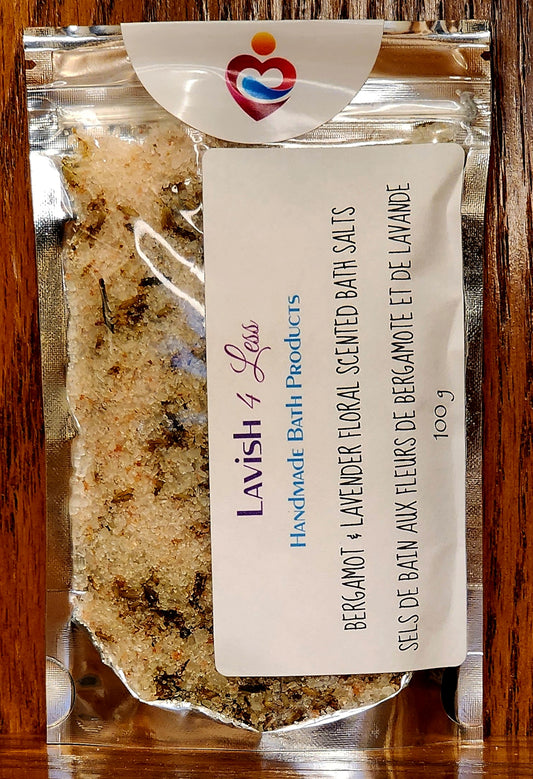 Lavish 4 Less
Handmade Bath Products
BERGAMOT & LAVENDER FLORAL SCENTED BATH SALTS
SELS DE BAIN AUX FLEURS DE BERGAMOTE ET DE LAVANDE
100 g